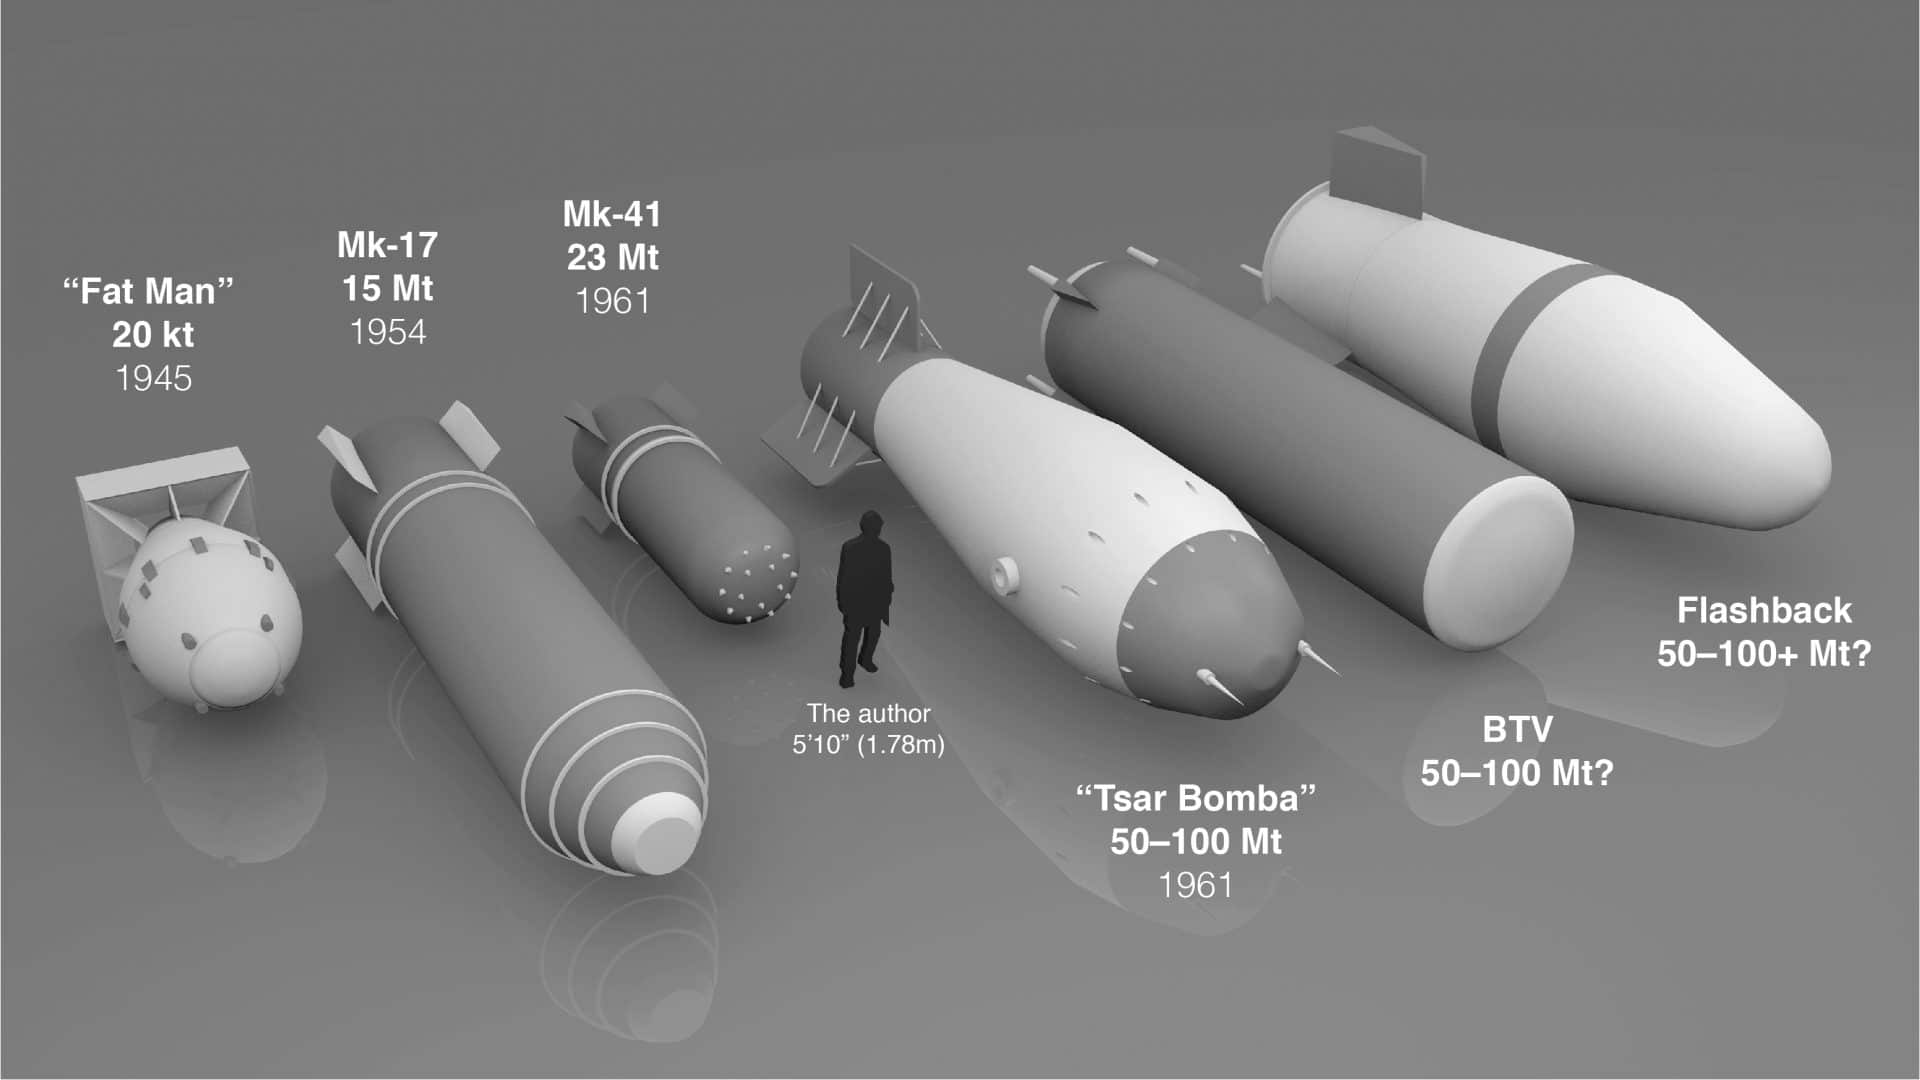 “Fat Man”
20 kt
1945
Mk-17
15 Mt
1954
Mk-41
23 Mt
1961
The author
5’10” (1.78m)
“Tsar Bomba”
50–100 Mt
1961
BTV
50–100 Mt?
Flashback
50–100+ Mt?